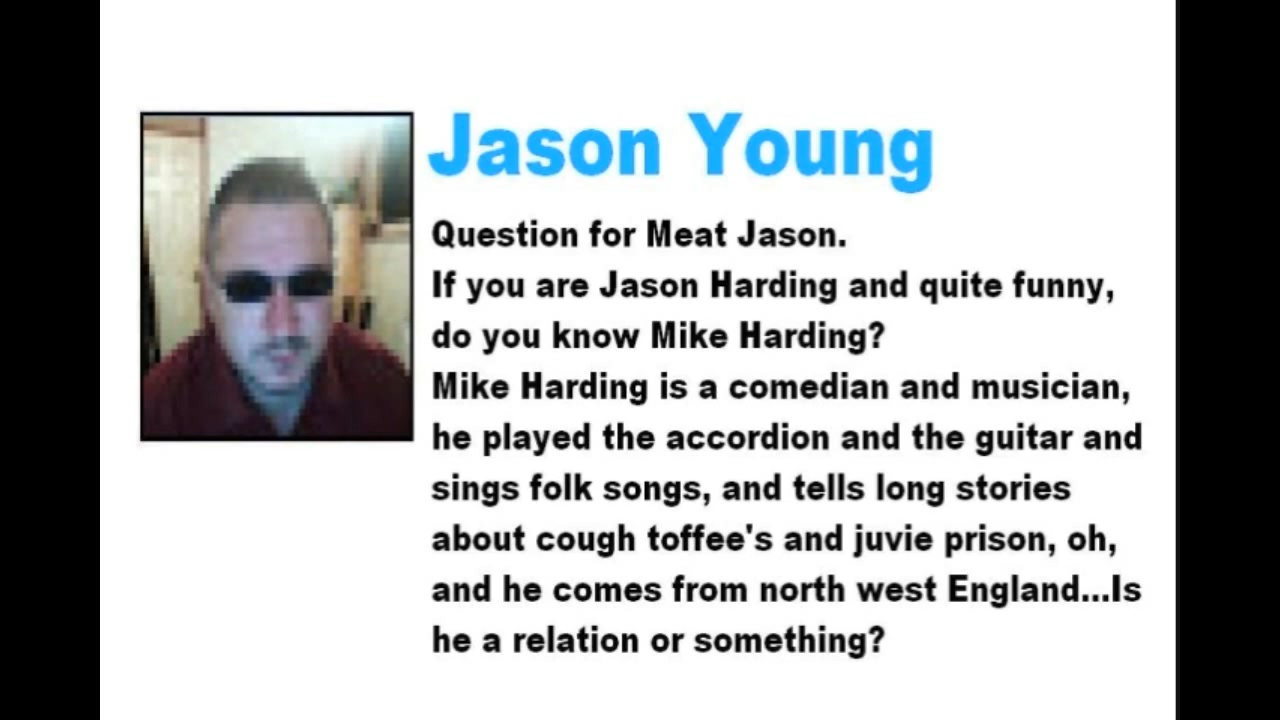 Jason Young
Question for Meat Jason.
If you are Jason Harding and quite funny,
do you know Mike Harding?
Mike Harding is a comedian and musician,
he played the accordion and the guitar and
sings folk songs, and tells long stories
about cough toffee's and juvie prison, oh,
and he comes from north west England...Is
he a relation or something?